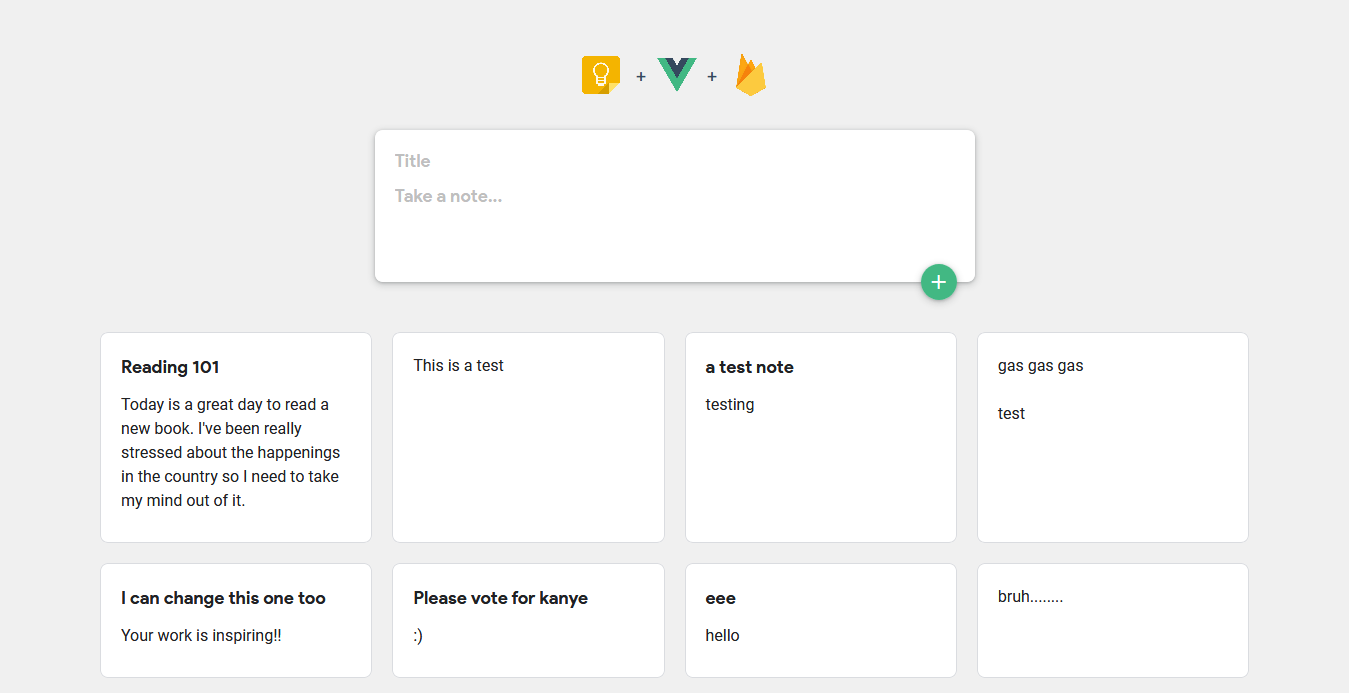 + +
Title
Take a note...
+
Reading 101
Today is a great day to read a
new book. I've been really
stressed about the happenings
in the country so I need to take
my mind out of it.
This is a test
a test note
testing
gas gas gas
test
I can change this one too
Your work is inspiring!!
Please vote for kanye
:)
eee
hello
bruh........